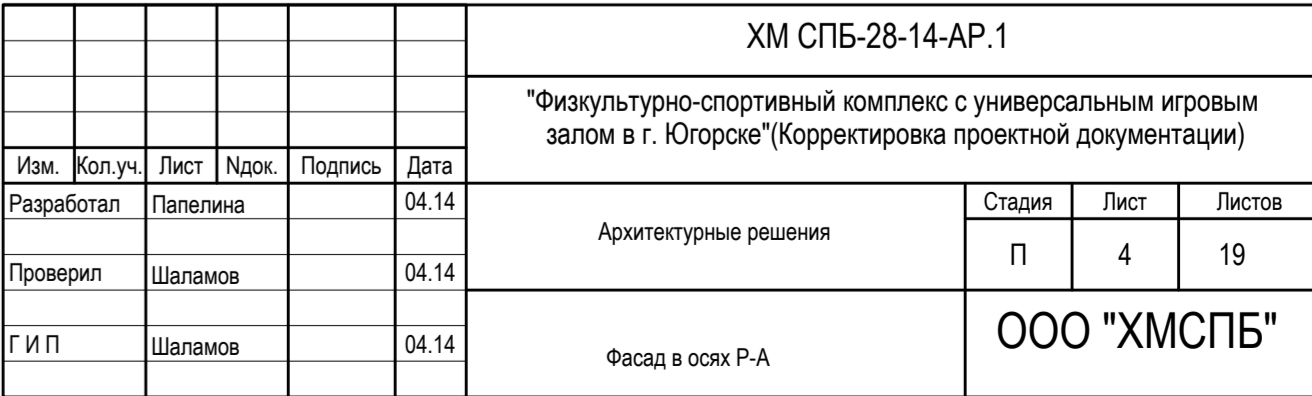 ХМ СПБ-28-14-АР.1
"Физкультурно-спортивный комплекс с универсальным игровым
залом в г. Югорске"(Корректировка проектной документации)
Изм. Кол.уч. Лист Nдок. Подпись Дата
Разработал Папелина 04.14
Архитектурные решения
Стадия Лист Листов
П 4 19
Проверил Шаламов 04.14
Г И П Шаламов 04.14
Фасад в осях Р-А
ООО "ХМСПБ"